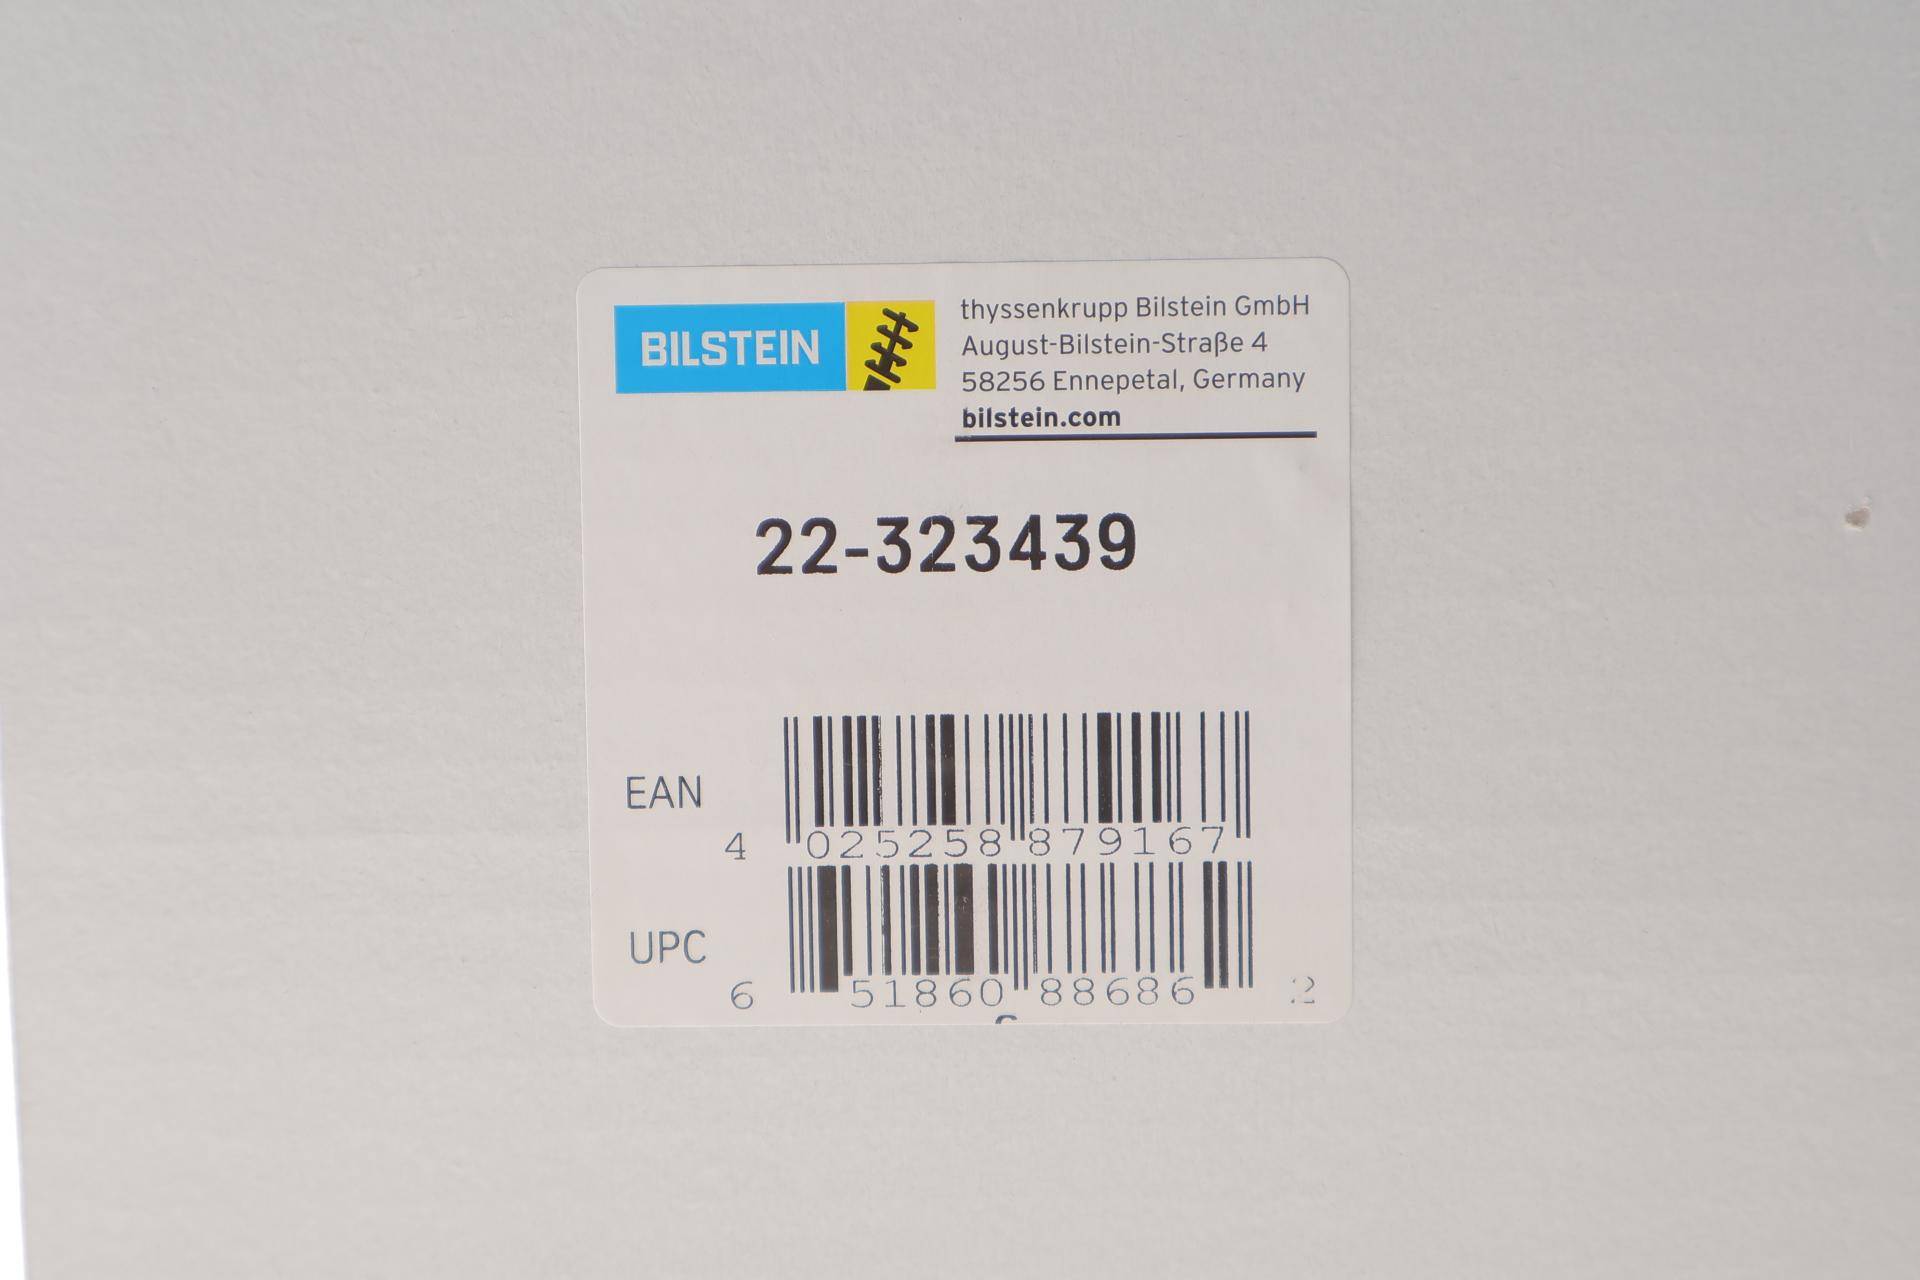 BILSTEIN
thyssenkrupp Bilstein GmbH
August-Bilstein-Straße 4
58256 Ennepetal, Germany
bilstein.com
22-323439
EAN
4 025258 879167
UPC
6 51860 88686 2